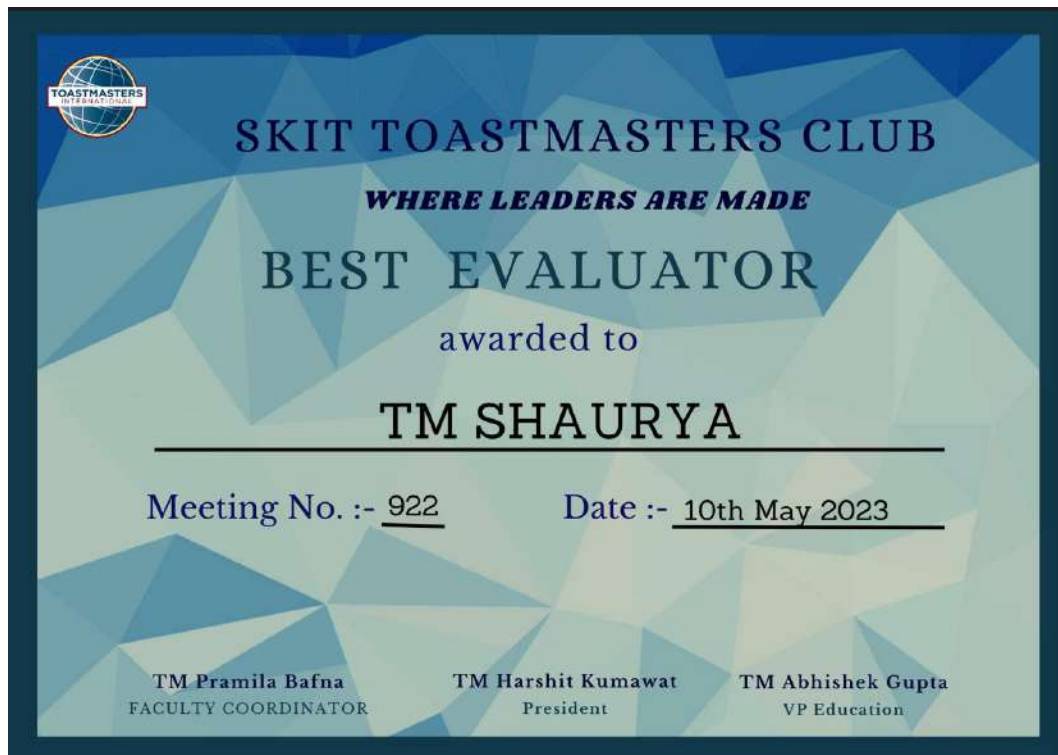 TOASTMASTERS
INTERNATIONAL
SKIT TOASTMASTERS CLUB
WHERE LEADERS ARE MADE
BEST EVALUATOR
awarded to
TM SHAURYA
Meeting No. :- 922 Date :- 10th May 2023
TM Pramila Bafna TM Harshit Kumawat TM Abhishek Gupta
FACULTY COORDINATOR President VP Education